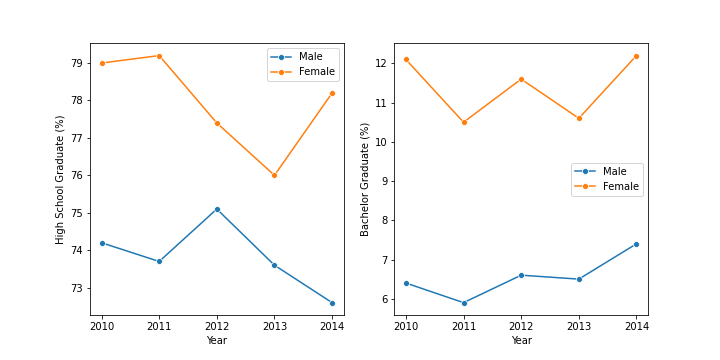 High School Graduate (%)
79
78
77
76
75
74
73
Male
Female
2010 2011 2012 2013 2014
Year
Bachelor Graduate (%)
12
11
10
9
8
7
6
Male
Female
2010 2011 2012 2013 2014
Year